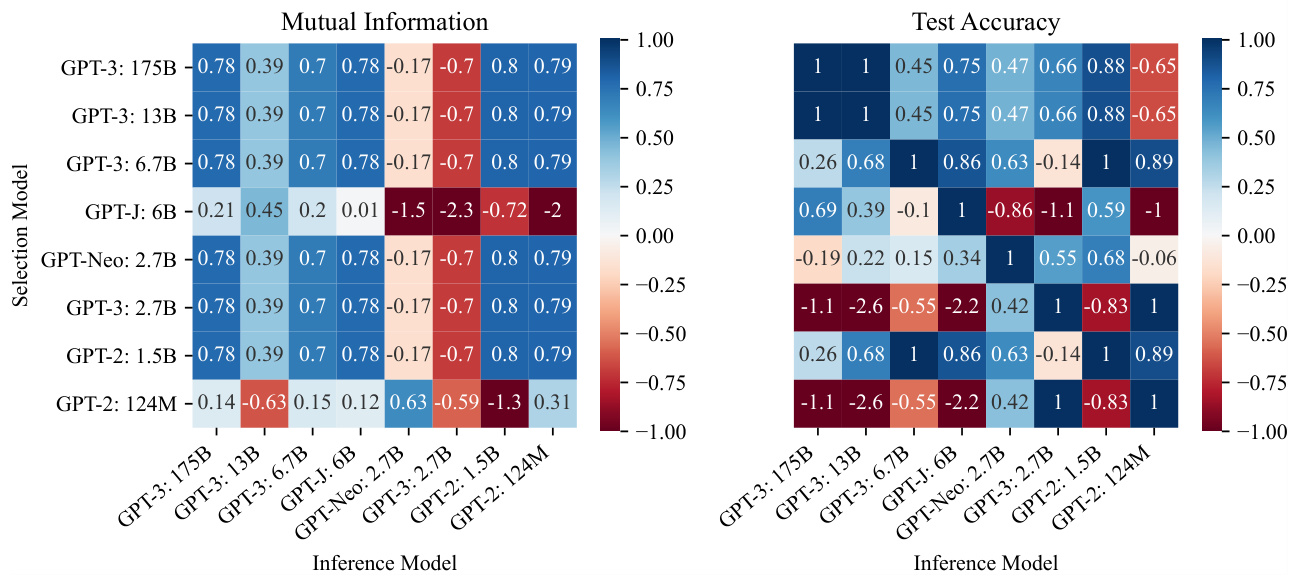 Mutual Information
Selection Model
GPT-3: 175B 0.78 0.39 0.7 0.78 -0.17 -0.7 0.8 0.79
GPT-3: 13B 0.78 0.39 0.7 0.78 -0.17 -0.7 0.8 0.79
GPT-3: 6.7B 0.78 0.39 0.7 0.78 -0.17 -0.7 0.8 0.79
GPT-J: 6B 0.21 0.45 0.2 0.01 -1.5 -2.3 -0.72 -2
GPT-Neo: 2.7B 0.78 0.39 0.7 0.78 -0.17 -0.7 0.8 0.79
GPT-3: 2.7B 0.78 0.39 0.7 0.78 -0.17 -0.7 0.8 0.79
GPT-2: 1.5B 0.78 0.39 0.7 0.78 -0.17 -0.7 0.8 0.79
GPT-2: 124M 0.14 -0.63 0.15 0.12 0.63 -0.59 -1.3 0.31
GPT-3: 175B
GPT-3: 13B
GPT-3: 6.7B
GPT-J: 6B
GPT-Neo: 2.7B
GPT-3: 2.7B
GPT-2: 1.5B
GPT-2: 124M
Inference Model
1.00
0.75
0.50
0.25
0.00
−0.25
−0.50
−0.75
−1.00
Test Accuracy
1 1 0.45 0.75 0.47 0.66 0.88 -0.65
1 1 0.45 0.75 0.47 0.66 0.88 -0.65
0.26 0.68 1 0.86 0.63 -0.14 1 0.89
0.69 0.39 -0.1 1 -0.86 -1.1 0.59 -1
-0.19 0.22 0.15 0.34 1 0.55 0.68 -0.06
-1.1 -2.6 -0.55 -2.2 0.42 1 -0.83 1
0.26 0.68 1 0.86 0.63 -0.14 1 0.89
-1.1 -2.6 -0.55 -2.2 0.42 1 -0.83 1
GPT-3: 175B
GPT-3: 13B
GPT-3: 6.7B
GPT-J: 6B
GPT-Neo: 2.7B
GPT-3: 2.7B
GPT-2: 1.5B
GPT-2: 124M
Inference Model
1.00
0.75
0.50
0.25
0.00
−0.25
−0.50
−0.75
−1.00